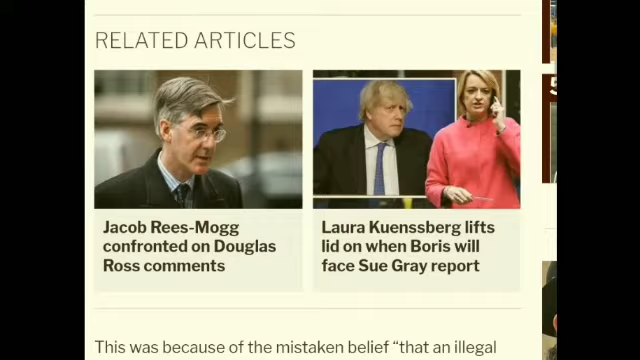 RELATED ARTICLES
Jacob Rees-Mogg
confronted on Douglas
Ross comments
Laura Kuenssberg lifts
lid on when Boris will
face Sue Gray report
This was because of the mistaken belief “that an illegal